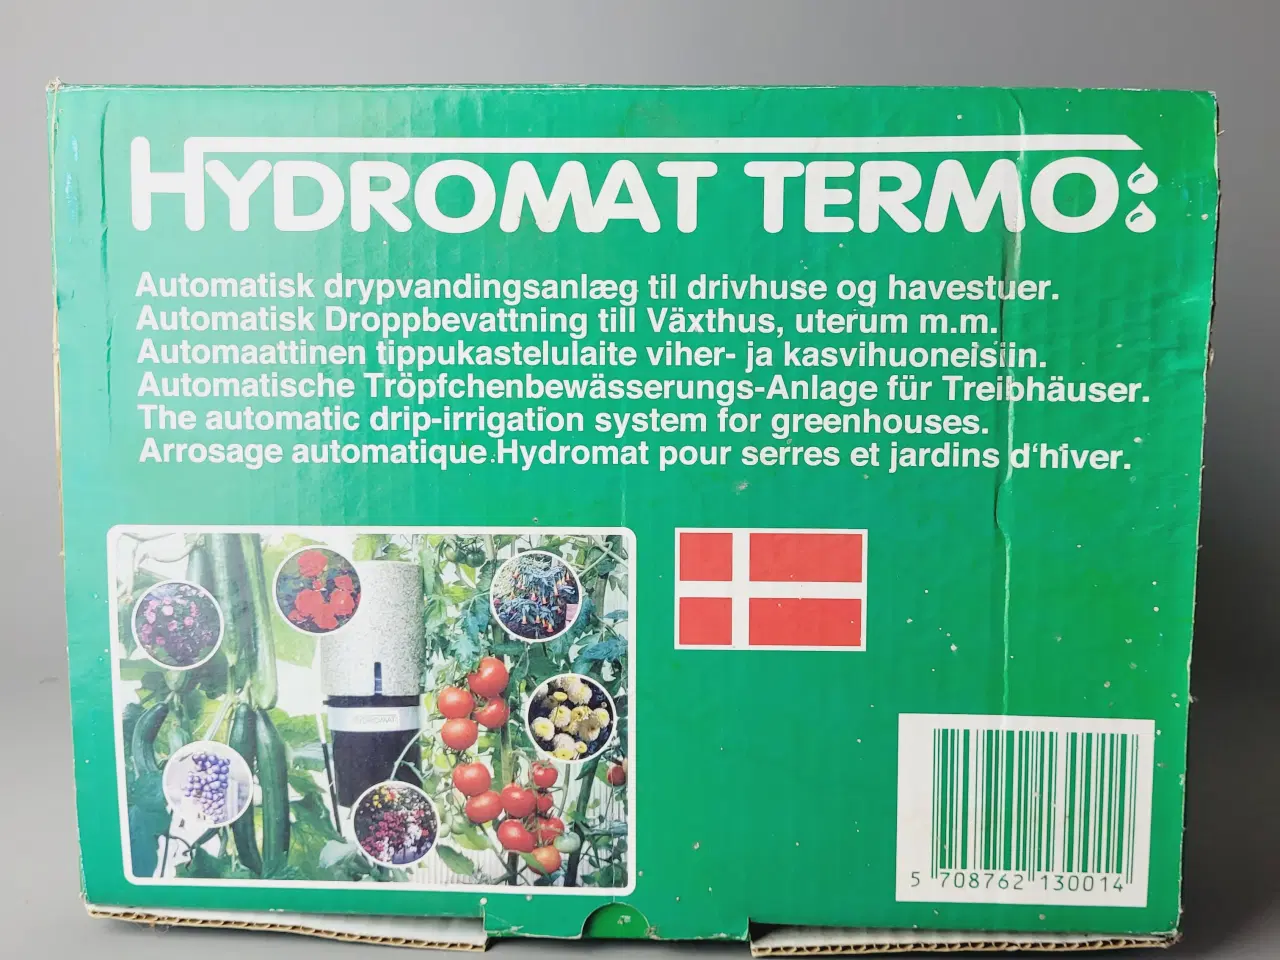 HYDROMAT TERMO
Automatisk drypvandingsanlæg til drivhuse og havestuer.
Automatisk Droppbevattning till Växthus, uterum m.m.
Automaattinen tippukastelulaite viher- ja kasvihuoneisiin.
Automatische Tröpfchenbewässerungs-Anlage für Treibhäuser.
The automatic drip-irrigation system for greenhouses.
Arrosage automatique Hydromat pour serres et jardins d'hiver.
HYDROMAT
5 708762 130014